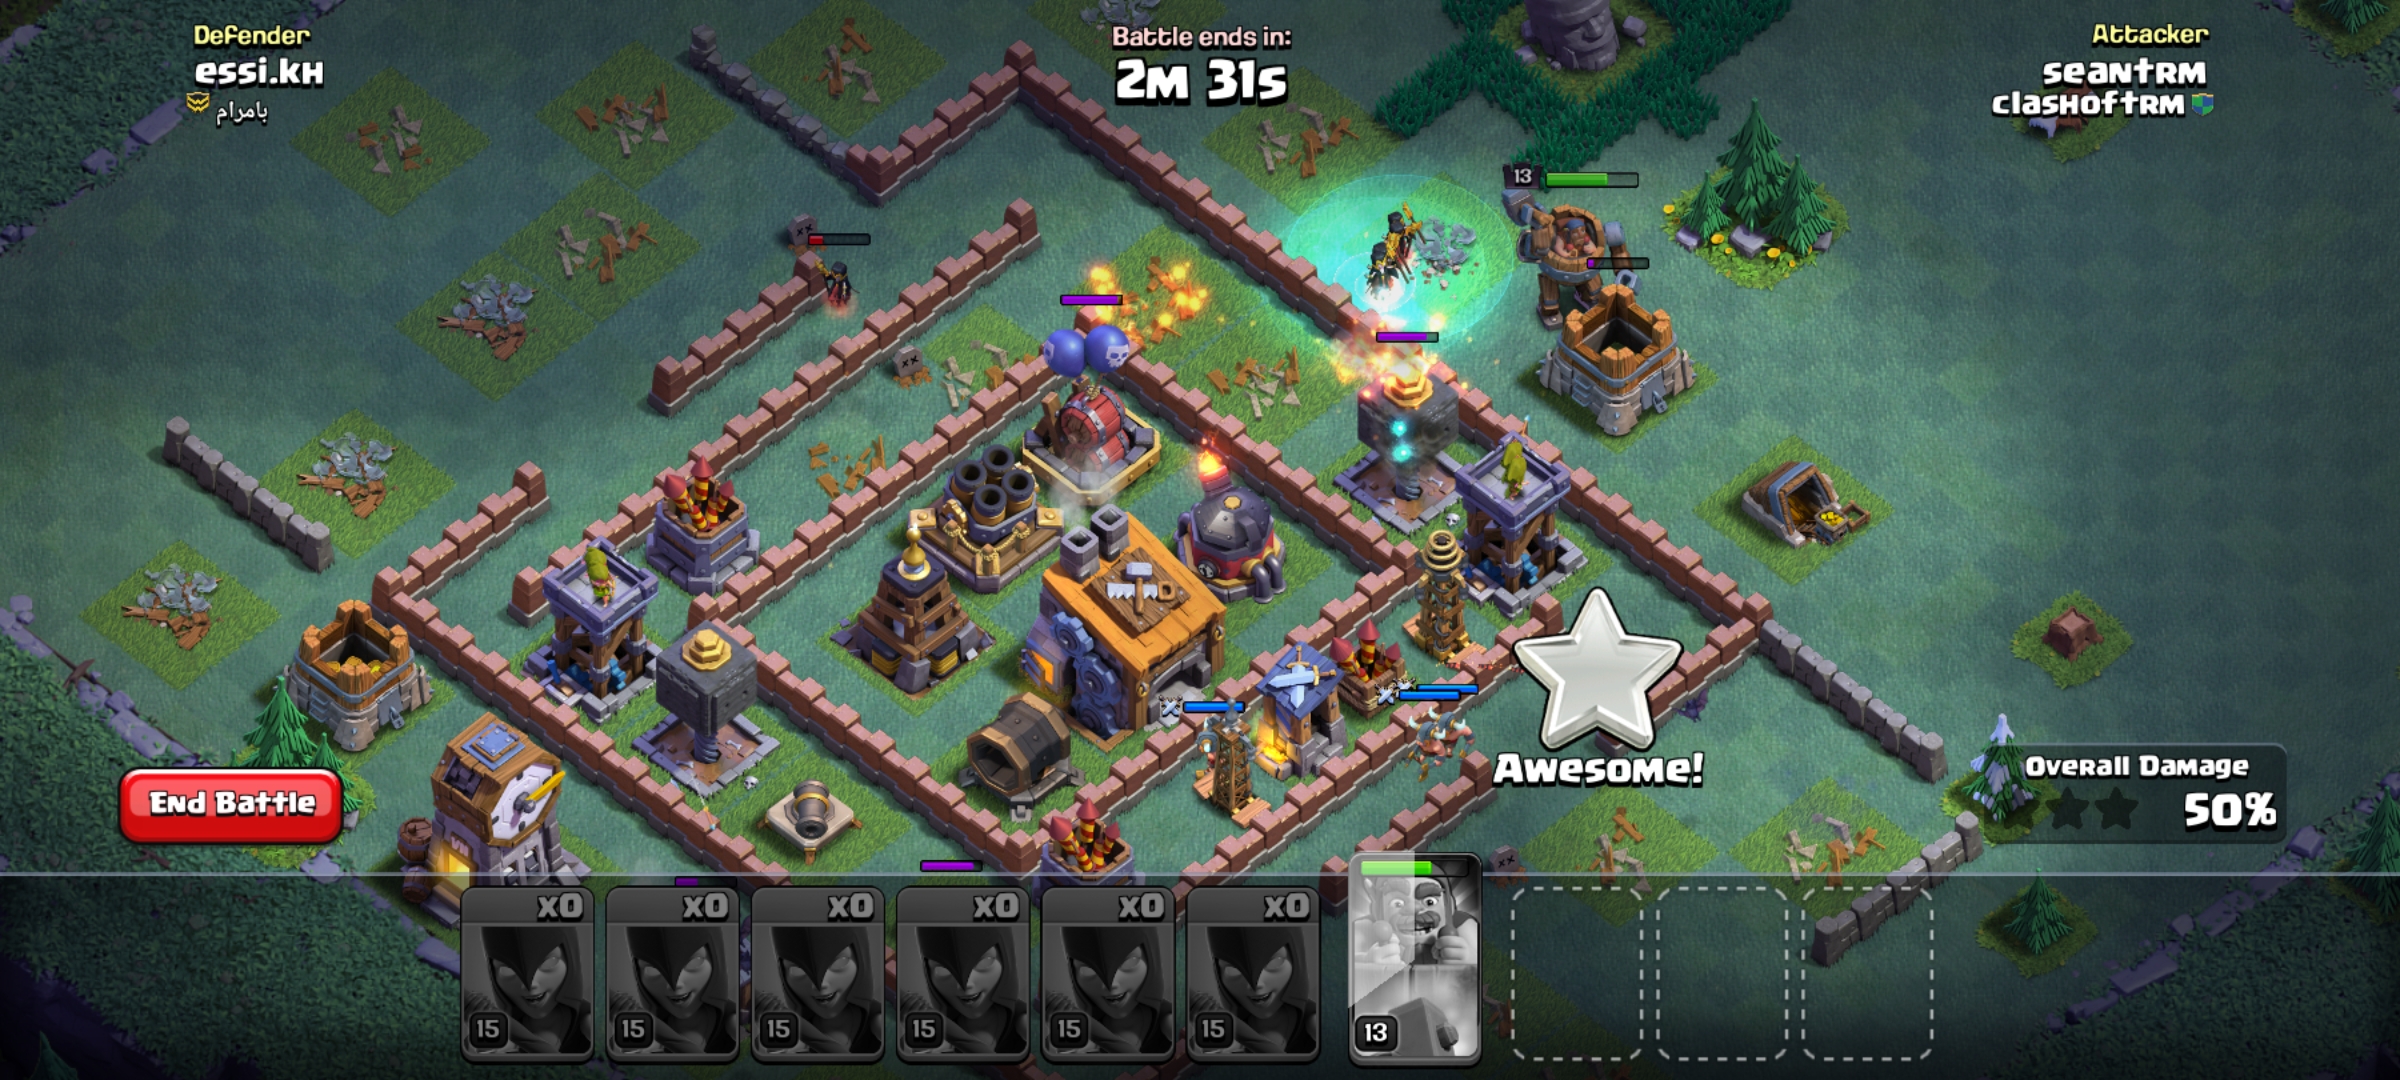 Defender
essi.kH
بامرام
Battle ends in:
2M 31s
Attacker
seantRM
clashoftRM
13
Awesome!
Overall Damage
50%
End Battle
x0
x0
x0
x0
x0
x0
15
15
15
15
15
15
13